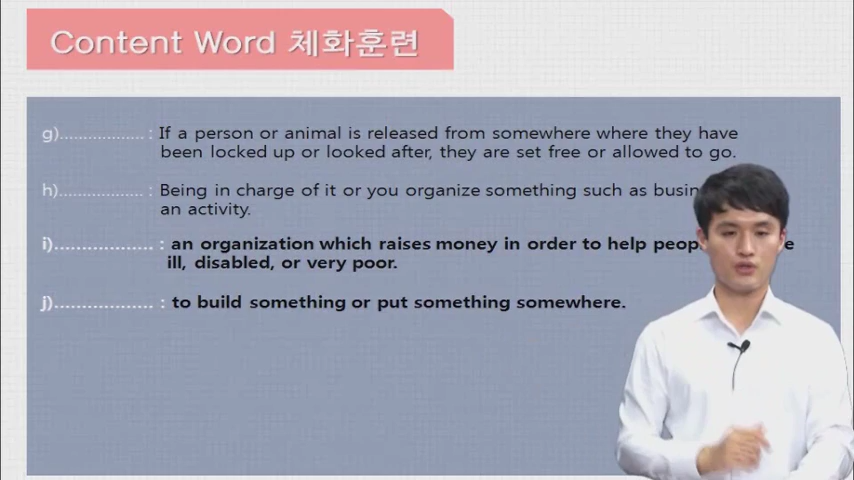 Content Word 체화훈련
g)................. : If a person or animal is released from somewhere where they have
been locked up or looked after, they are set free or allowed to go.
h)................. : Being in charge of it or you organize something such as
an activity.
i)................. : an organization which raises money in order to help
ill, disabled, or very poor.
j)................. : to build something or put something somewhere.